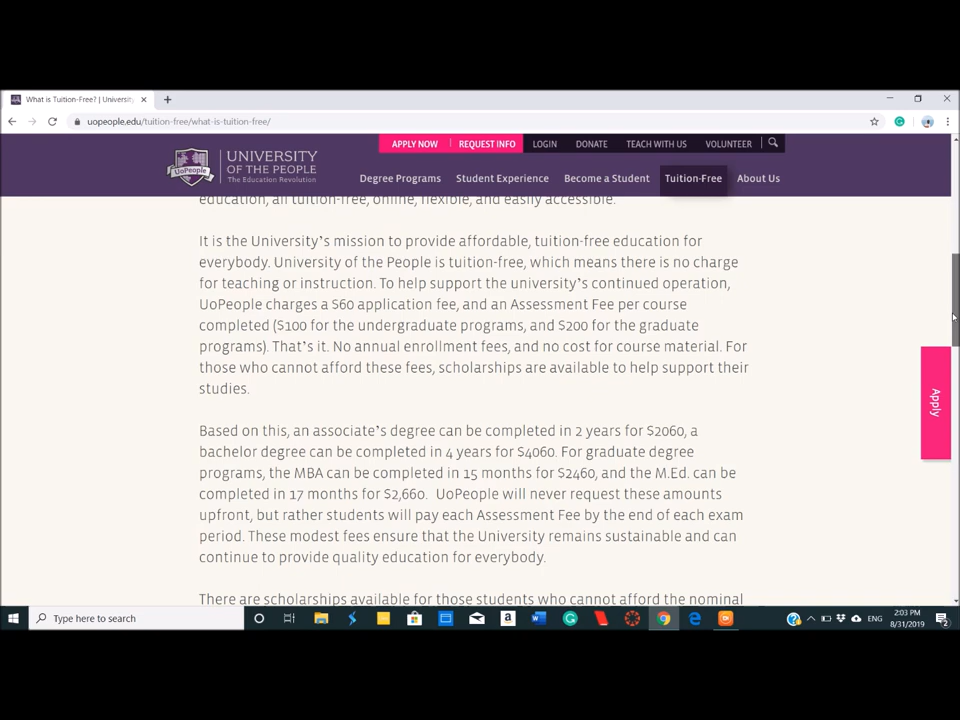 What is Tuition-Free? | Universit
uopeople.edu/tuition-free/what-is-tuition-free/
APPLY NOW
REQUEST INFO
LOGIN
DONATE
TEACH WITH US
VOLUNTEER
UoPeople
UNIVERSITY
OF THE PEOPLE
The Education Revolution
Degree Programs
Student Experience
Become a Student
Tuition-Free
About Us
education, all tuition-free, online, flexible, and easily accessible.
It is the University's mission to provide affordable, tuition-free education for
everybody. University of the People is tuition-free, which means there is no charge
for teaching or instruction. To help support the university's continued operation,
UoPeople charges a $60 application fee, and an Assessment Fee per course
completed ($100 for the undergraduate programs, and $200 for the graduate
programs). That's it. No annual enrollment fees, and no cost for course material. For
those who cannot afford these fees, scholarships are available to help support their
studies.
Based on this, an associate's degree can be completed in 2 years for $2060, a
bachelor degree can be completed in 4 years for $4060. For graduate degree
programs, the MBA can be completed in 15 months for $2460, and the M.Ed. can be
completed in 17 months for $2,660. UoPeople will never request these amounts
upfront, but rather students will pay each Assessment Fee by the end of each exam
period. These modest fees ensure that the University remains sustainable and can
continue to provide quality education for everybody.
There are scholarships available for those students who cannot afford the nominal
Apply
Type here to search
ENG
2:03 PM
8/31/2019